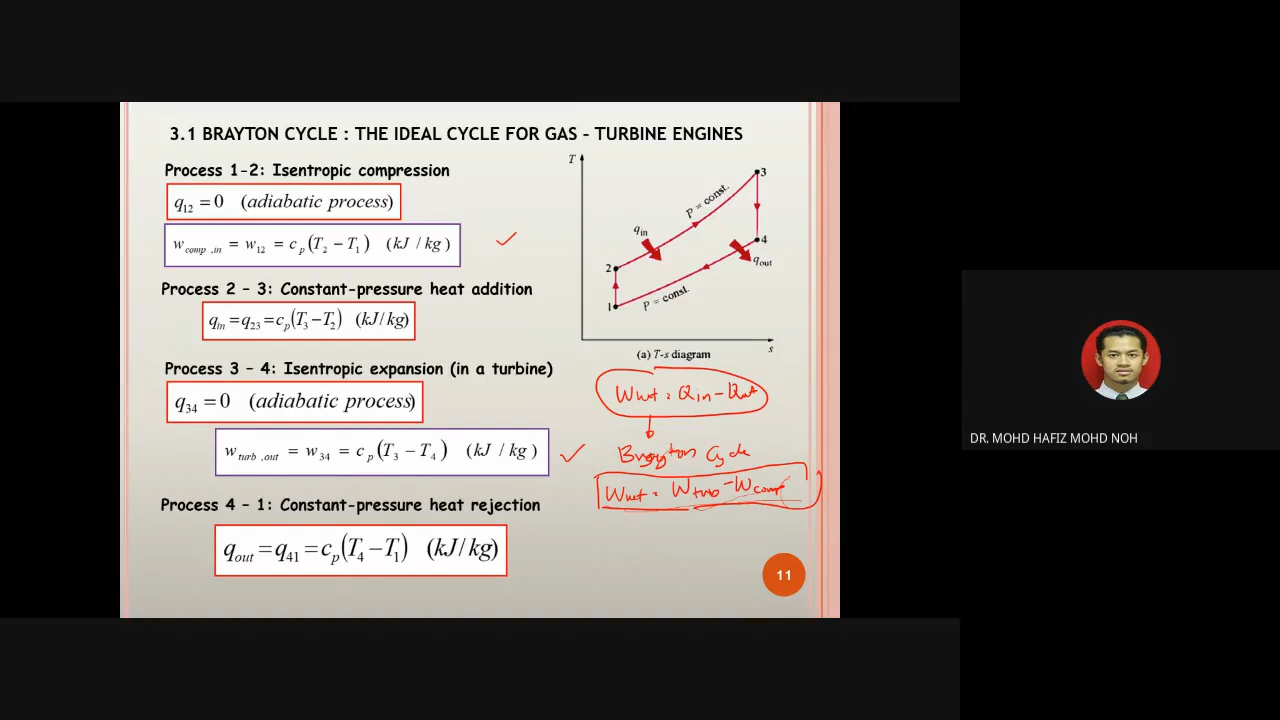 3.1 BRAYTON CYCLE : THE IDEAL CYCLE FOR GAS – TURBINE ENGINES
Process 1-2: Isentropic compression
q12 = 0 (adiabatic process)
w comp ,in = w12 = c p (T2 − T1) (kJ / kg )
Process 2 – 3: Constant-pressure heat addition
qin = q23 = cp(T3 − T2) (kJ/kg)
Process 3 – 4: Isentropic expansion (in a turbine)
q34 = 0 (adiabatic process)
w turb ,out = w34 = c p (T3 − T4) (kJ / kg )
Process 4 – 1: Constant-pressure heat rejection
qout = q41 = cp(T4 − T1) (kJ/kg)
T
3
P = const.
qin
4
qout
2
1
P = const.
s
(a) T-s diagram
Wnet = Qin − Qout
Brayton Cycle
Wnet = Wturb − Wcomp
11
DR. MOHD HAFIZ MOHD NOH